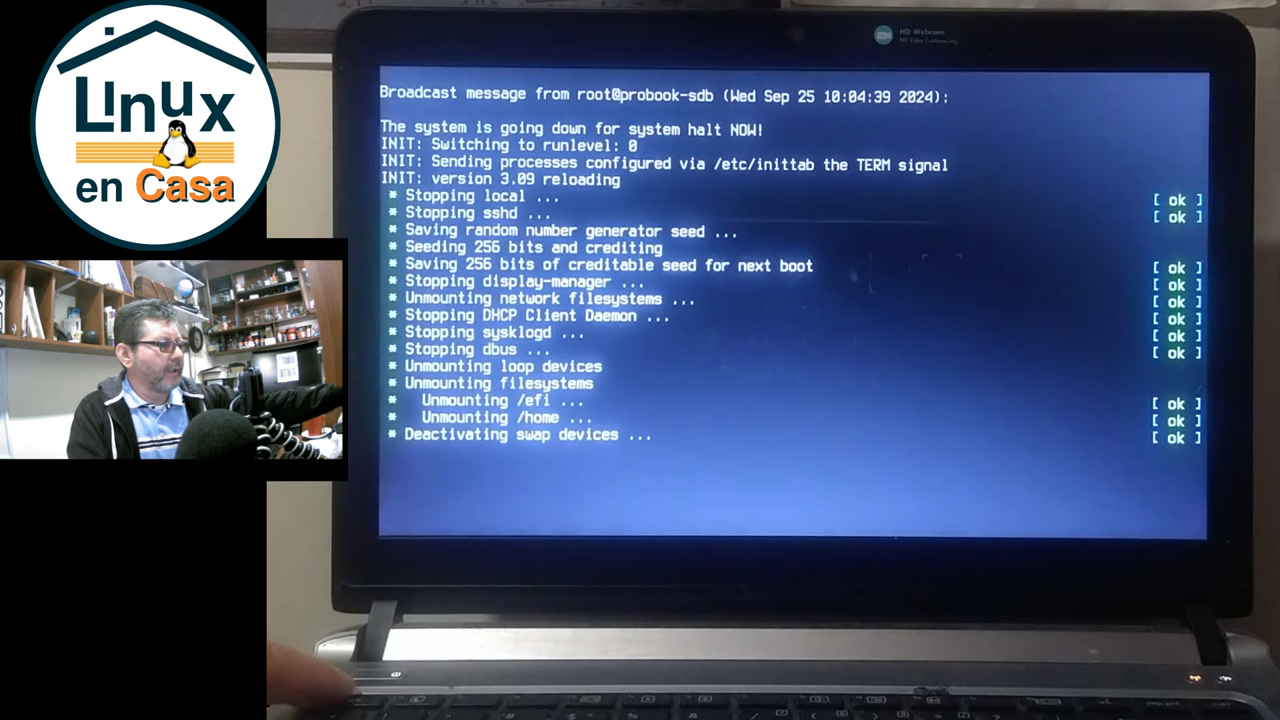 Linux
en Casa
HD Webcam
HD Video Conferencing
Broadcast message from root@probook-sdb (Wed Sep 25 10:04:39 2024):
The system is going down for system halt NOW!
INIT: Switching to runlevel: 0
INIT: Sending processes configured via /etc/inittab the TERM signal
INIT: version 3.09 reloading
* Stopping local ... [ ok ]
* Stopping sshd ... [ ok ]
* Saving random number generator seed ...
* Seeding 256 bits and crediting
* Saving 256 bits of creditable seed for next boot [ ok ]
* Stopping display-manager ... [ ok ]
* Unmounting network filesystems ... [ ok ]
* Stopping DHCP Client Daemon ... [ ok ]
* Stopping sysklogd ... [ ok ]
* Stopping dbus ... [ ok ]
* Unmounting loop devices
* Unmounting filesystems
* Unmounting /efi ... [ ok ]
* Unmounting /home ... [ ok ]
* Deactivating swap devices ... [ ok ]